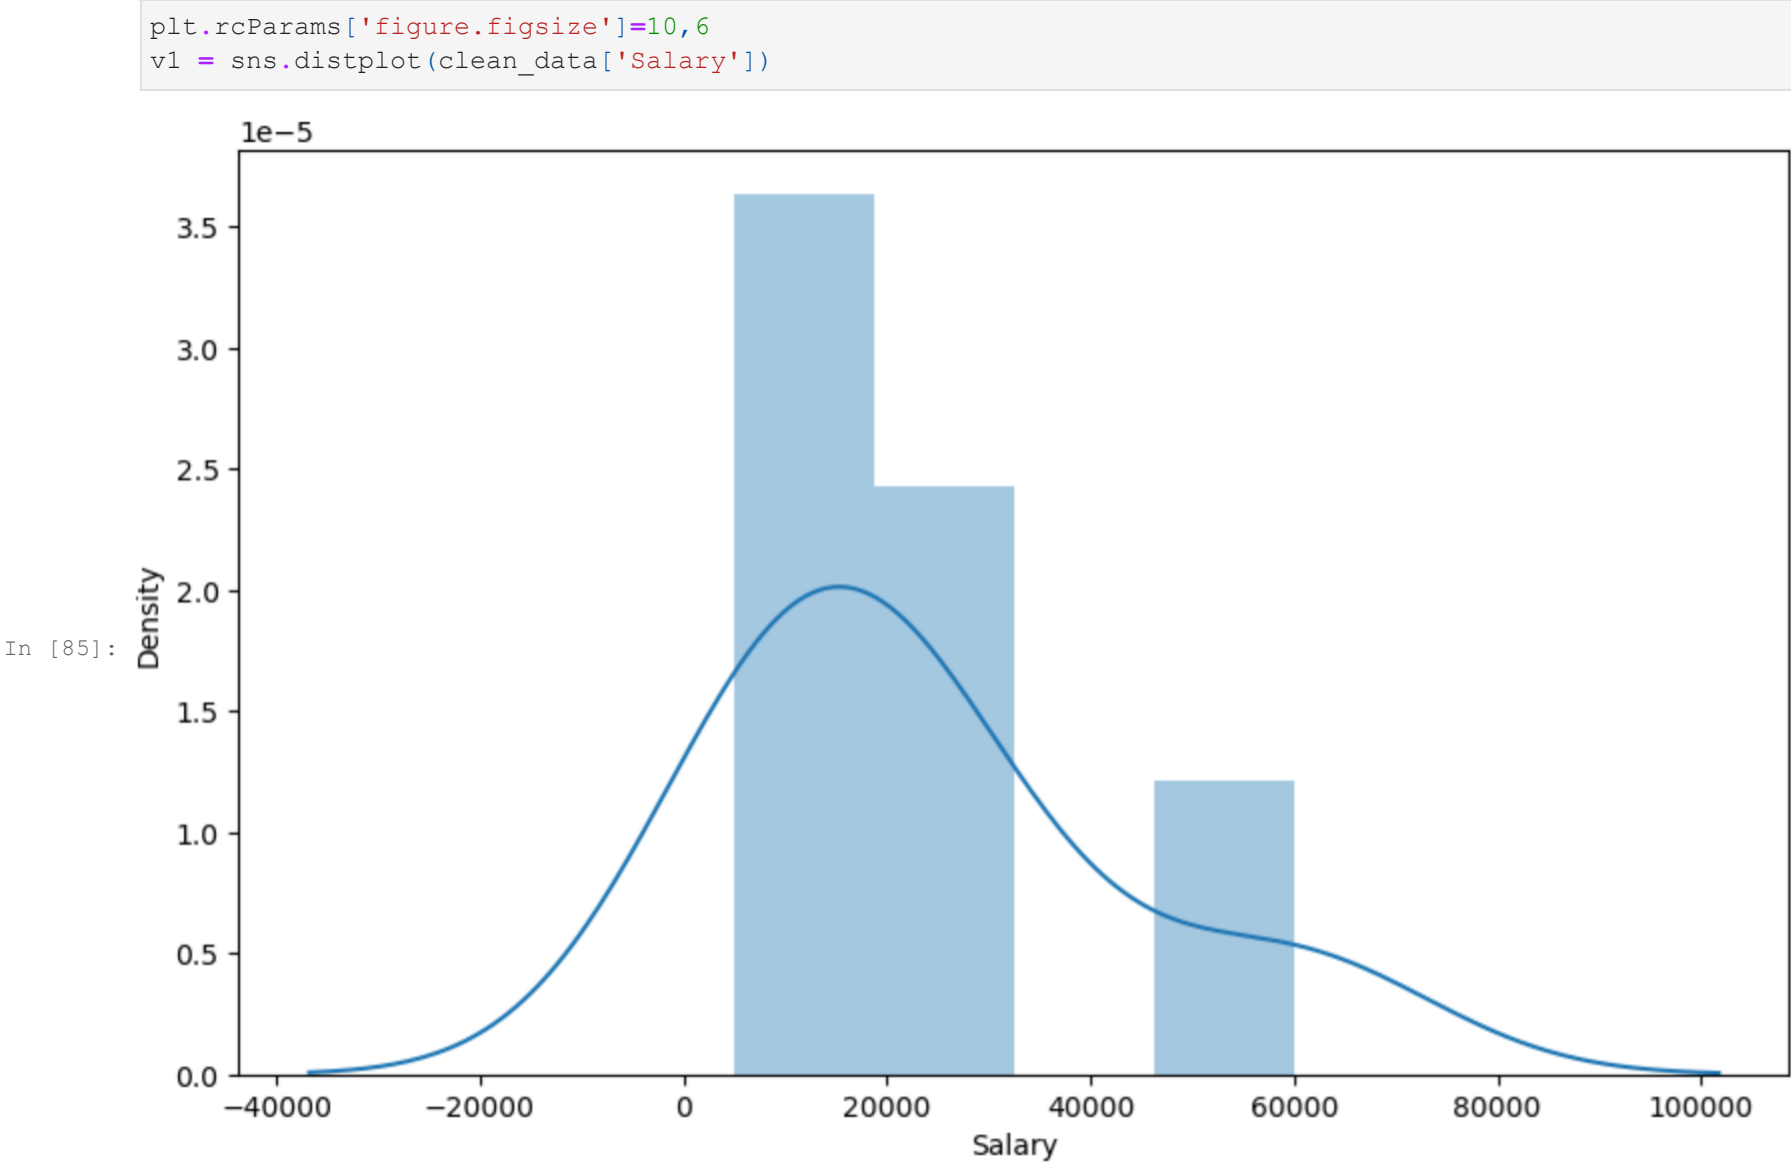 plt.rcParams['figure.figsize']=10,6
v1 = sns.distplot(clean_data['Salary'])
1e−5
3.5
3.0
2.5
2.0
1.5
1.0
0.5
0.0
Density
In [85]:
−40000 −20000 0 20000 40000 60000 80000 100000
Salary